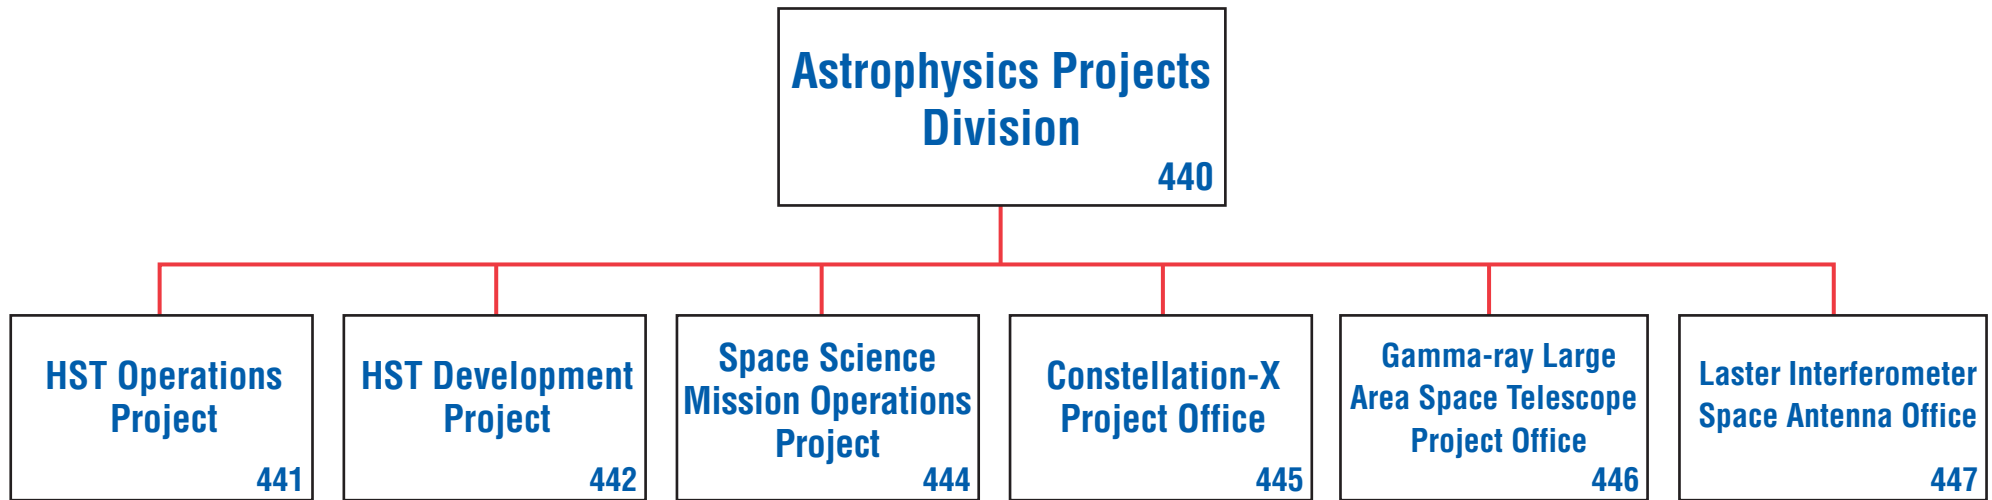 Astrophysics Projects
Division
440
HST Operations
Project
441
HST Development
Project
442
Space Science
Mission Operations
Project
444
Constellation-X
Project Office
445
Gamma-ray Large
Area Space Telescope
Project Office
446
Laster Interferometer
Space Antenna Office
447